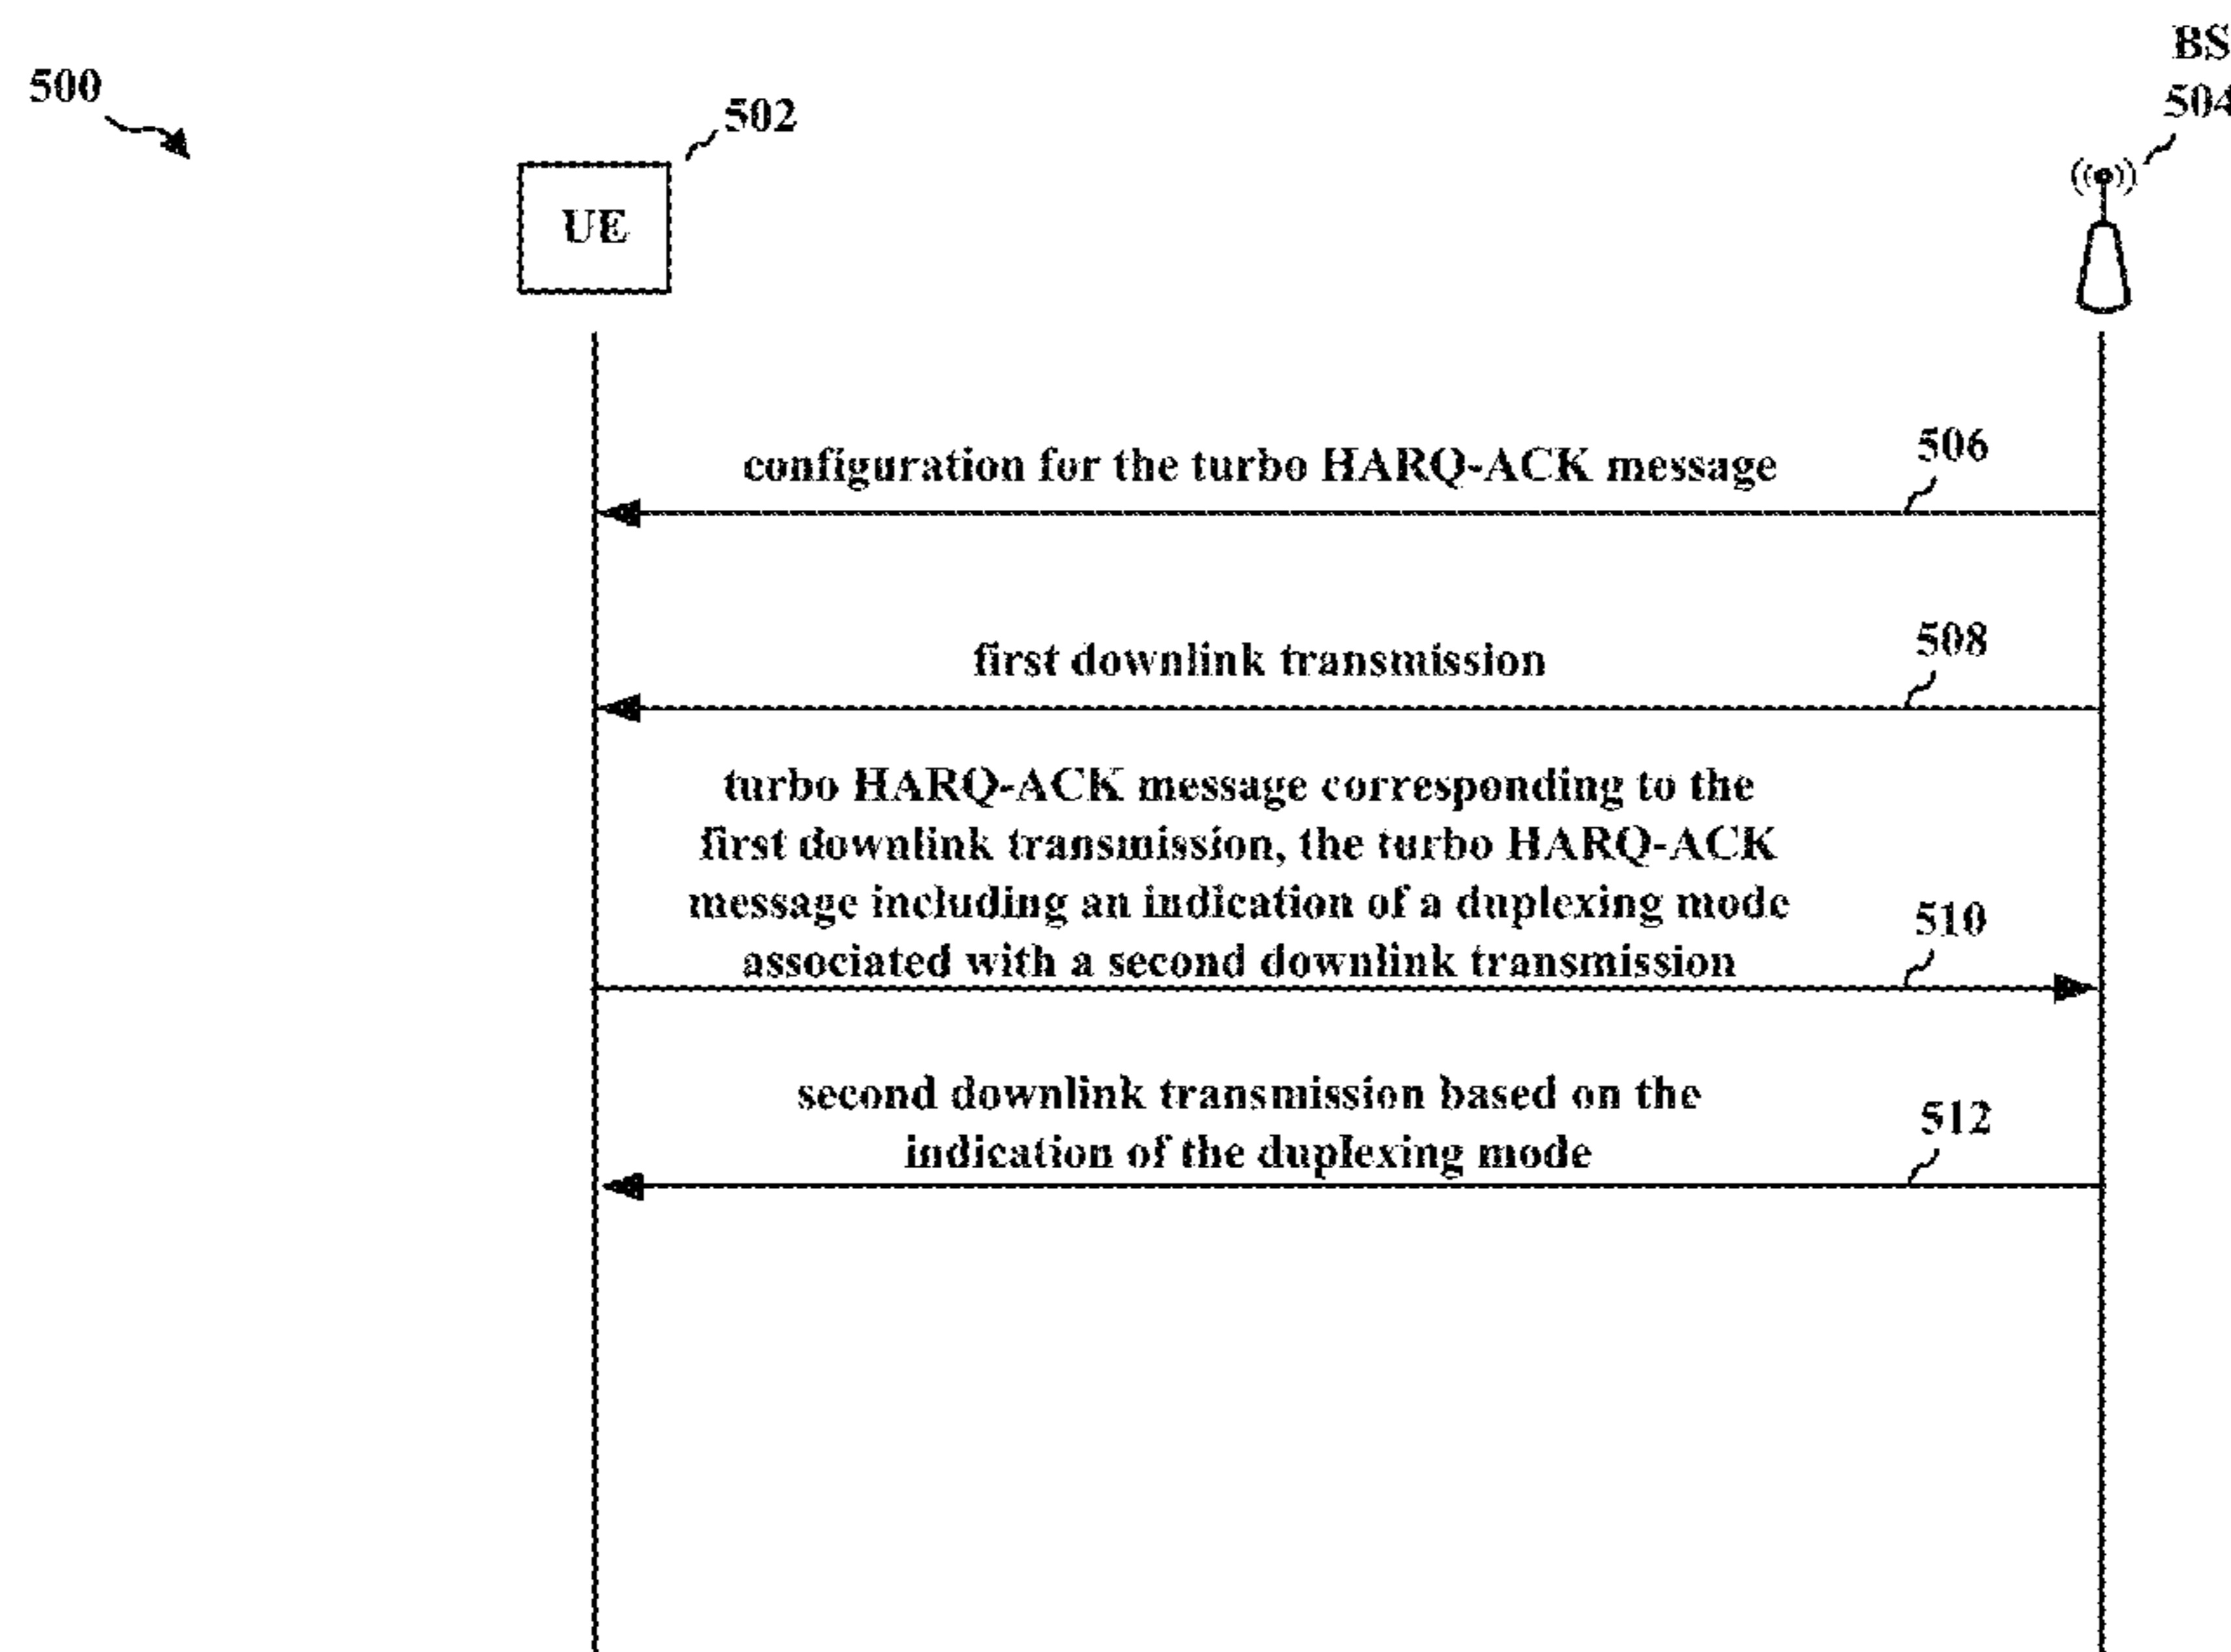 500
502
BS
504
UE
configuration for the turbo HARQ-ACK message
506
first downlink transmission
508
turbo HARQ-ACK message corresponding to the
first downlink transmission, the turbo HARQ-ACK
message including an indication of a duplexing mode
associated with a second downlink transmission
510
second downlink transmission based on the
indication of the duplexing mode
512